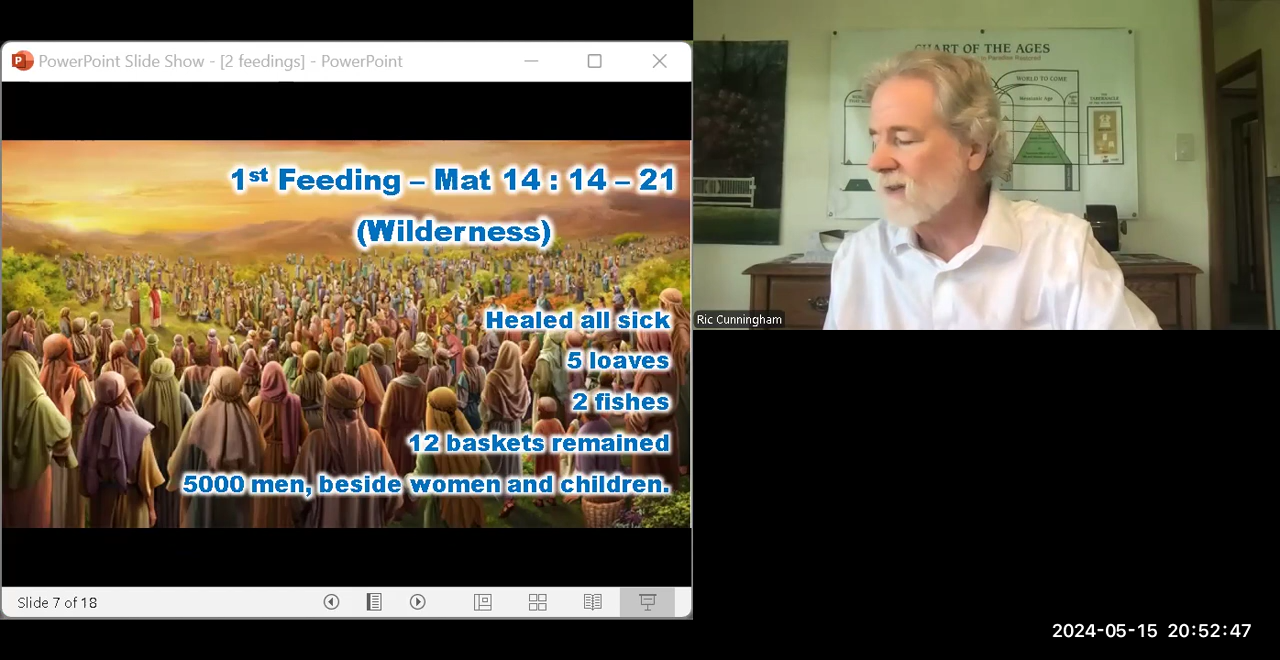 PowerPoint Slide Show - [2 feedings] - PowerPoint
1st Feeding – Mat 14 : 14 – 21
(Wilderness)
Healed all sick
5 loaves
2 fishes
12 baskets remained
5000 men, beside women and children.
Slide 7 of 18
CHART OF THE AGES
WORLD TO COME
Messianic Age
Ric Cunningham
2024-05-15 20:52:47